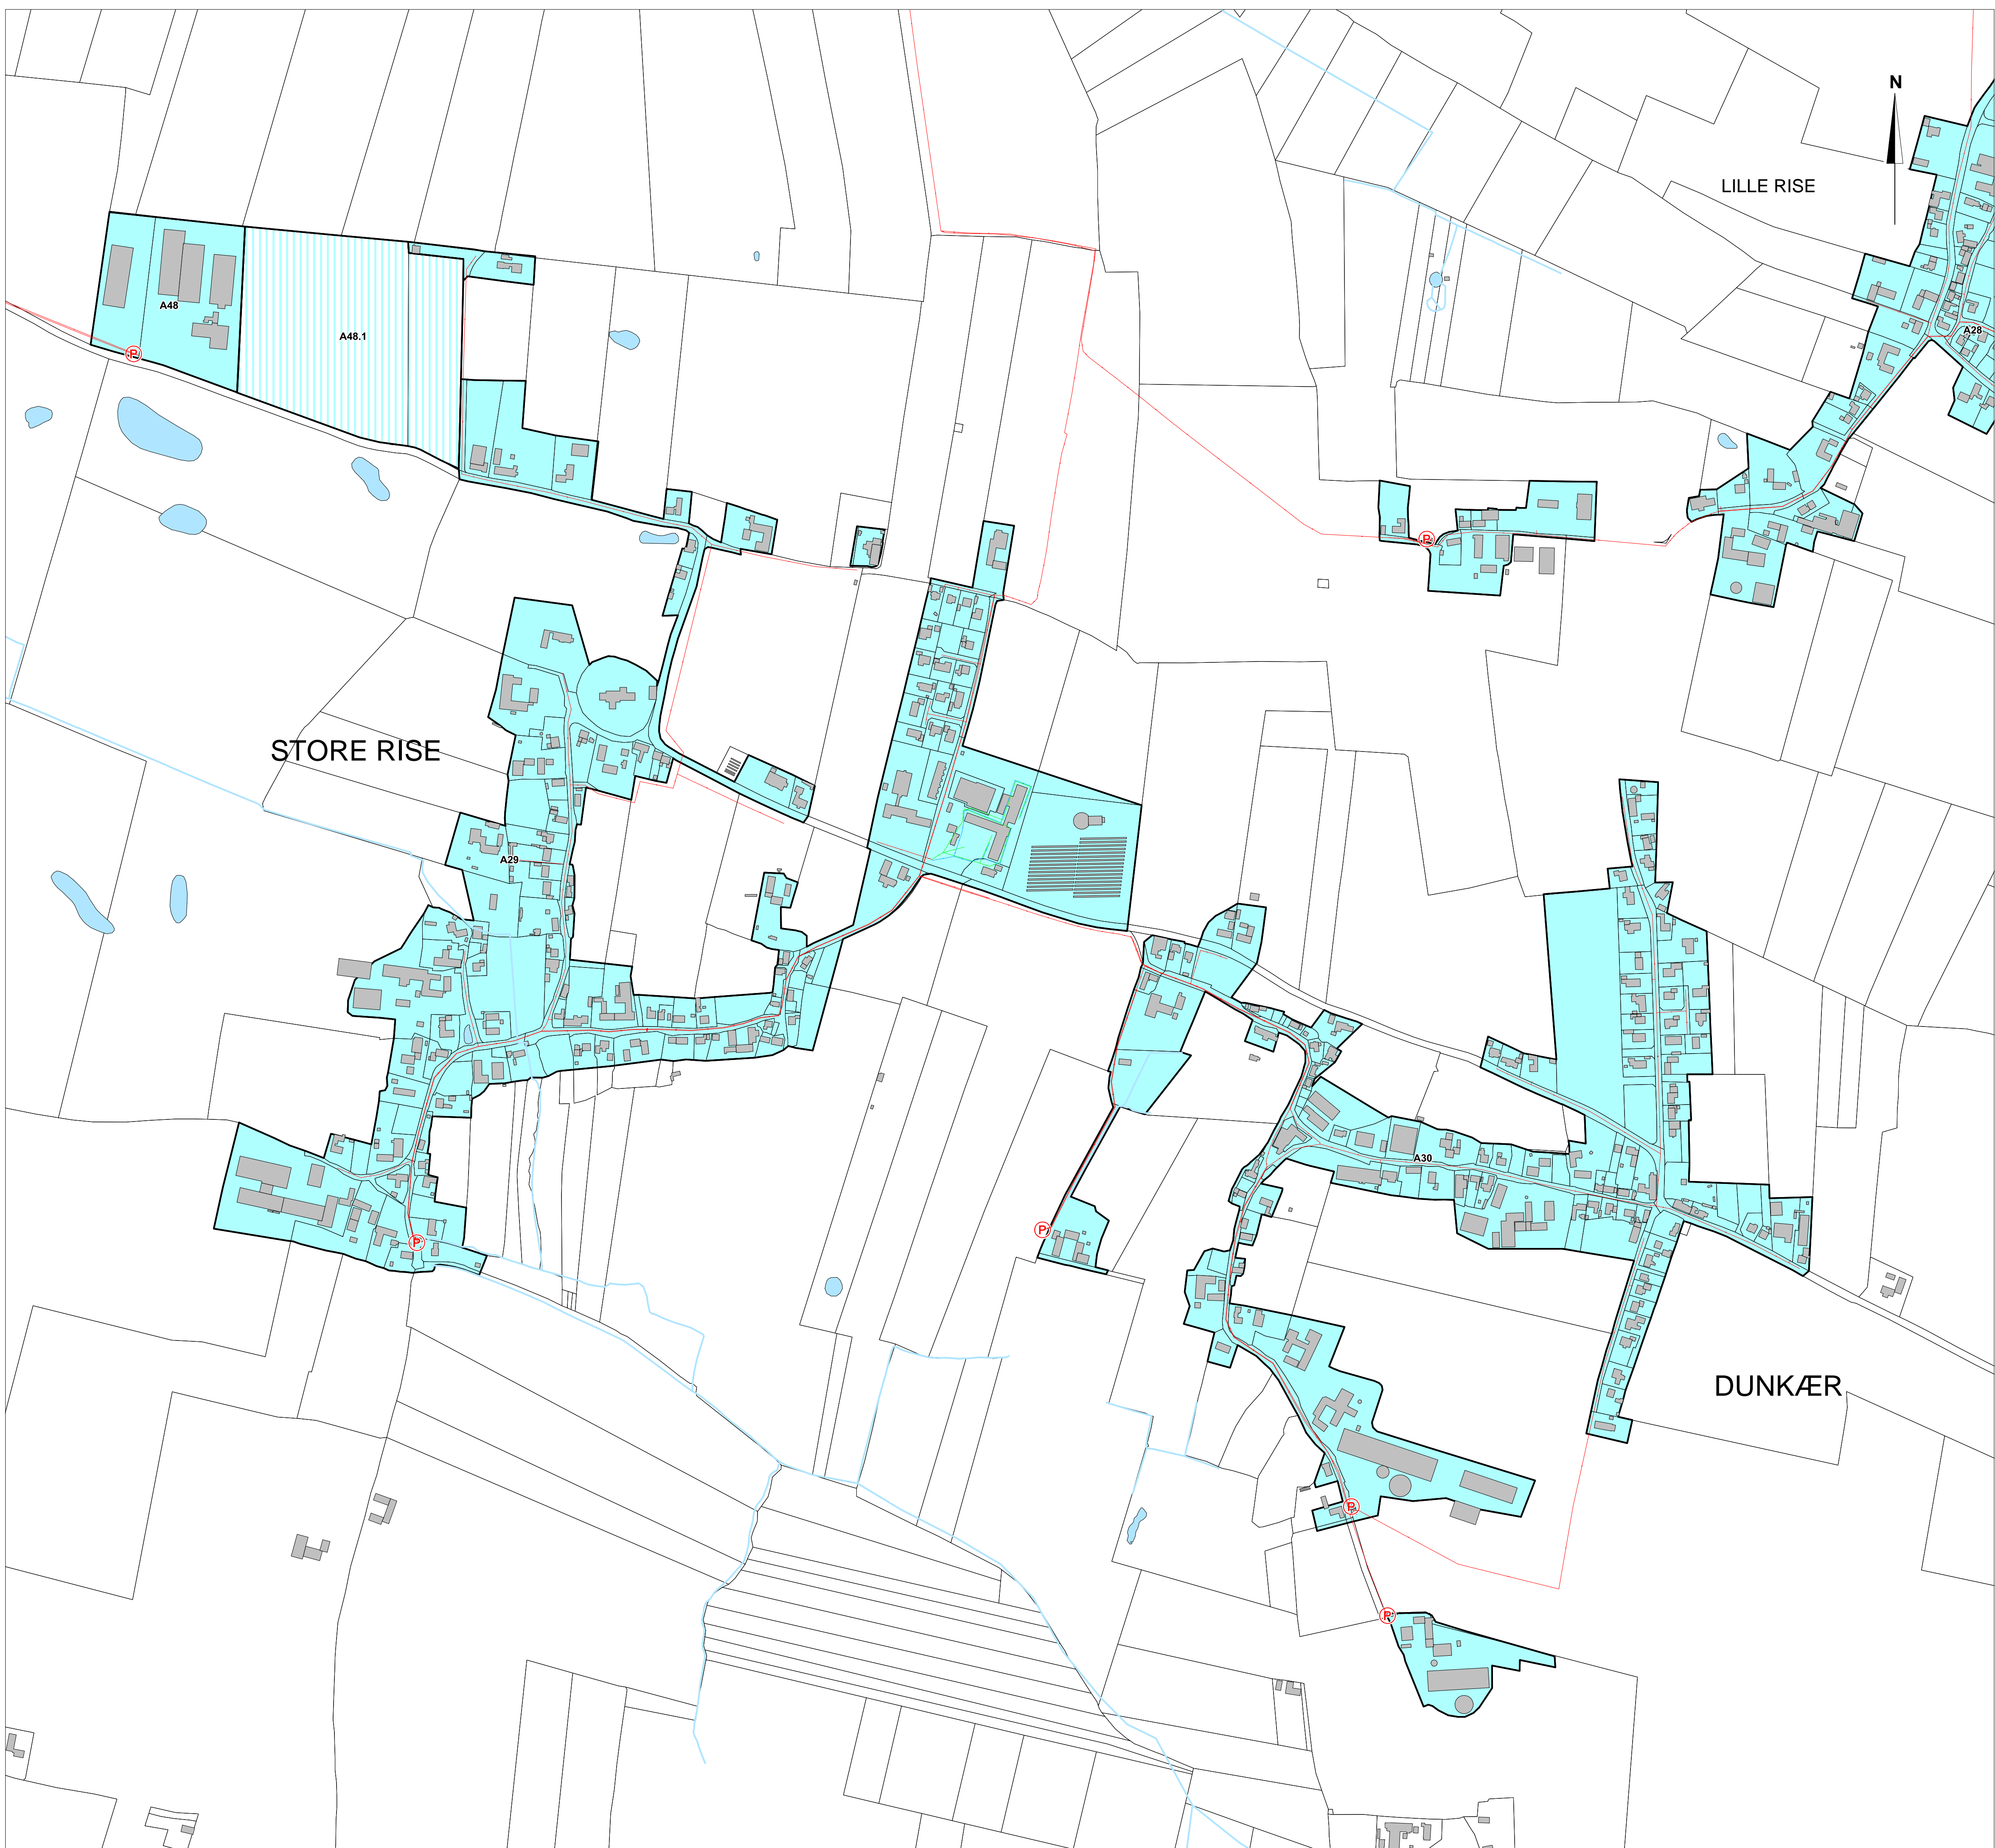 N
LILLE RISE
A48
A28
A48.1
P
P
STORE RISE
A29
A30
P
P
DUNKÆR
P
P